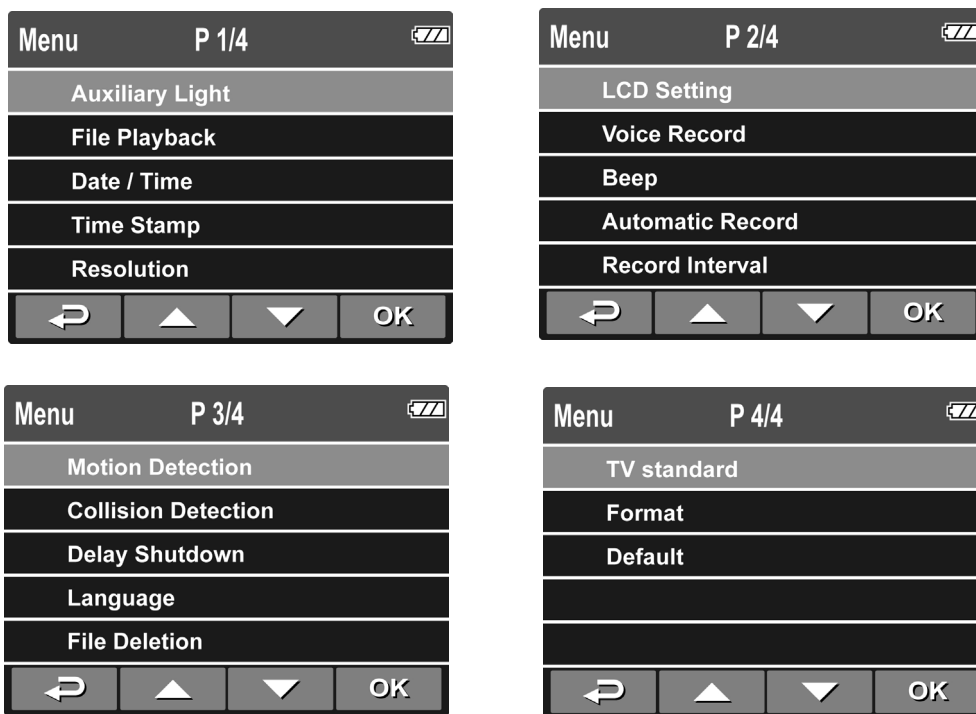 Menu P 1/4
Auxiliary Light
File Playback
Date / Time
Time Stamp
Resolution
OK
Menu P 2/4
LCD Setting
Voice Record
Beep
Automatic Record
Record Interval
OK
Menu P 3/4
Motion Detection
Collision Detection
Delay Shutdown
Language
File Deletion
OK
Menu P 4/4
TV standard
Format
Default
OK